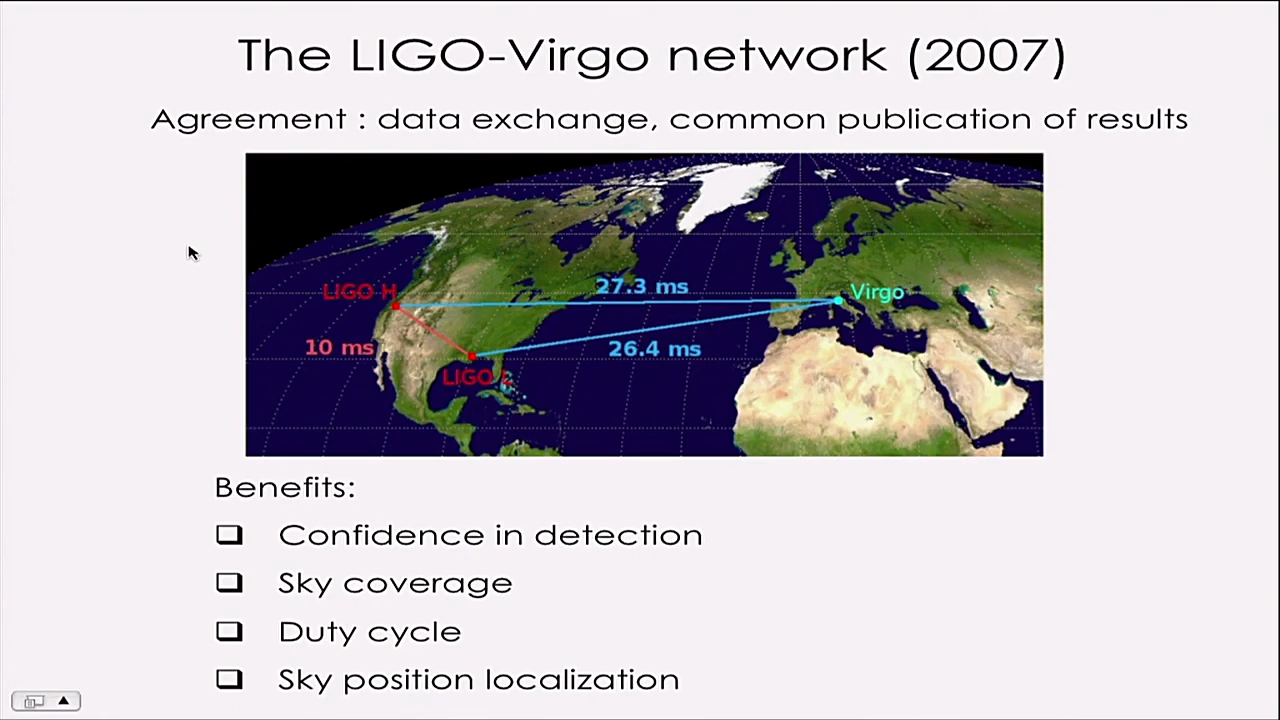 The LIGO-Virgo network (2007)
Agreement : data exchange, common publication of results
27.3 ms
LIGO H
Virgo
10 ms
26.4 ms
LIGO L
Benefits:
Confidence in detection
Sky coverage
Duty cycle
Sky position localization